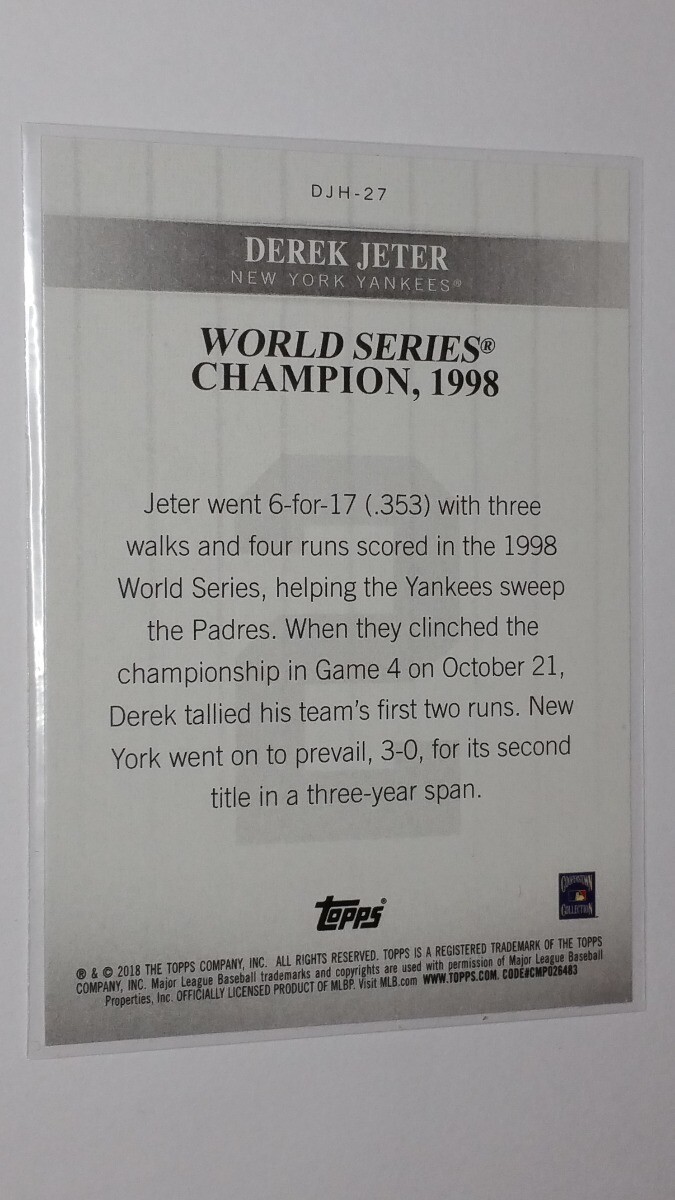 DJH-27
DEREK JETER
NEW YORK YANKEES®
WORLD SERIES®
CHAMPION, 1998
Jeter went 6-for-17 (.353) with three
walks and four runs scored in the 1998
World Series, helping the Yankees sweep
the Padres. When they clinched the
championship in Game 4 on October 21,
Derek tallied his team's first two runs. New
York went on to prevail, 3-0, for its second
title in a three-year span.
topps®
COOPERSTOWN
COLLECTION
® & © 2018 THE TOPPS COMPANY, INC. ALL RIGHTS RESERVED. TOPPS IS A REGISTERED TRADEMARK OF THE TOPPS
COMPANY, INC. Major League Baseball trademarks and copyrights are used with permission of Major League Baseball
Properties, Inc. OFFICIALLY LICENSED PRODUCT OF MLBP. Visit MLB.com WWW.TOPPS.COM. CODE#CMP026483